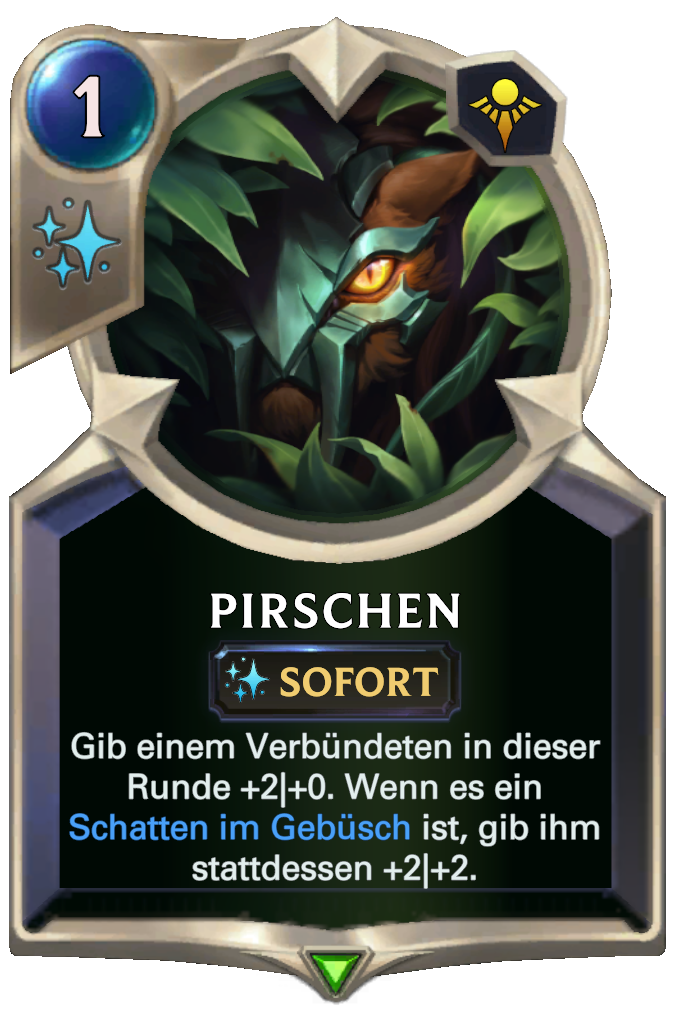 1
PIRSCHEN
SOFORT
Gib einem Verbündeten in dieser
Runde +2|+0. Wenn es ein
Schatten im Gebüsch ist, gib ihm
stattdessen +2|+2.